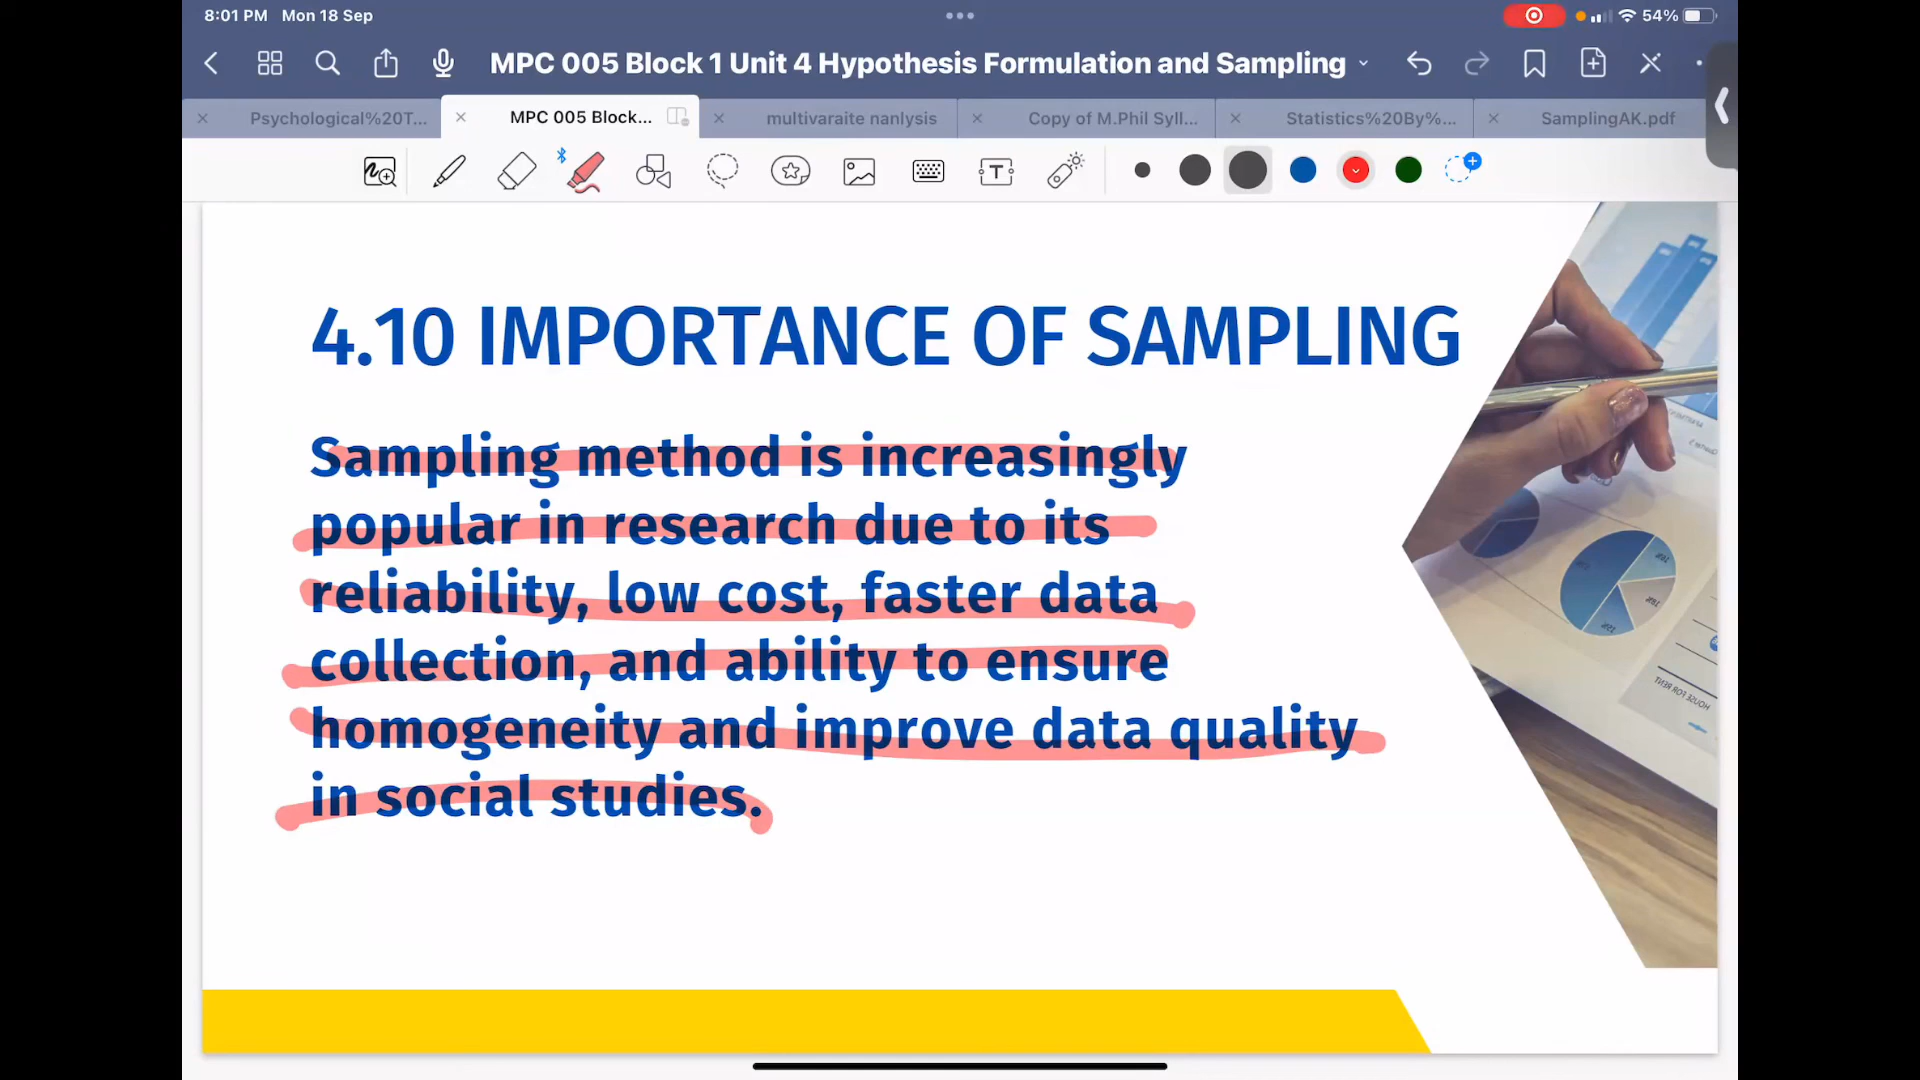 8:01 PM Mon 18 Sep
54%
MPC 005 Block 1 Unit 4 Hypothesis Formulation and Sampling
Psychological%20T...
MPC 005 Block...
multivaraite nanlysis
Copy of M.Phil Syll...
Statistics%20By%...
SamplingAK.pdf
4.10 IMPORTANCE OF SAMPLING
Sampling method is increasingly
popular in research due to its
reliability, low cost, faster data
collection, and ability to ensure
homogeneity and improve data quality
in social studies.
HOUSE FOR RENT